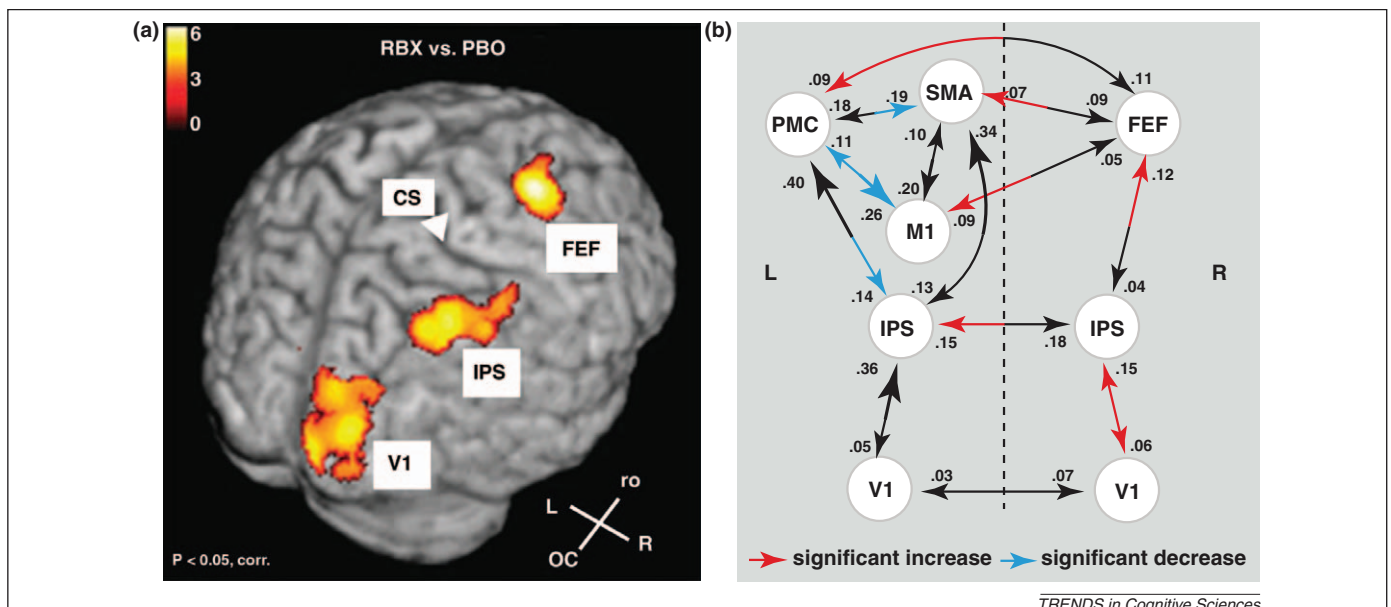 (a)
RBX vs. PBO
6
3
0
CS
FEF
IPS
V1
ro
L
R
OC
P < 0.05, corr.
(b)
.09
.11
SMA
.19
.07
.09
.18
PMC
FEF
.10
.34
.11
.05
.12
.40
.20
.26
.09
M1
L
R
.14
.13
.04
IPS
IPS
.15
.18
.36
.15
.05
.06
.03
.07
V1
V1
significant increase
significant decrease
TRENDS in Cognitive Sciences